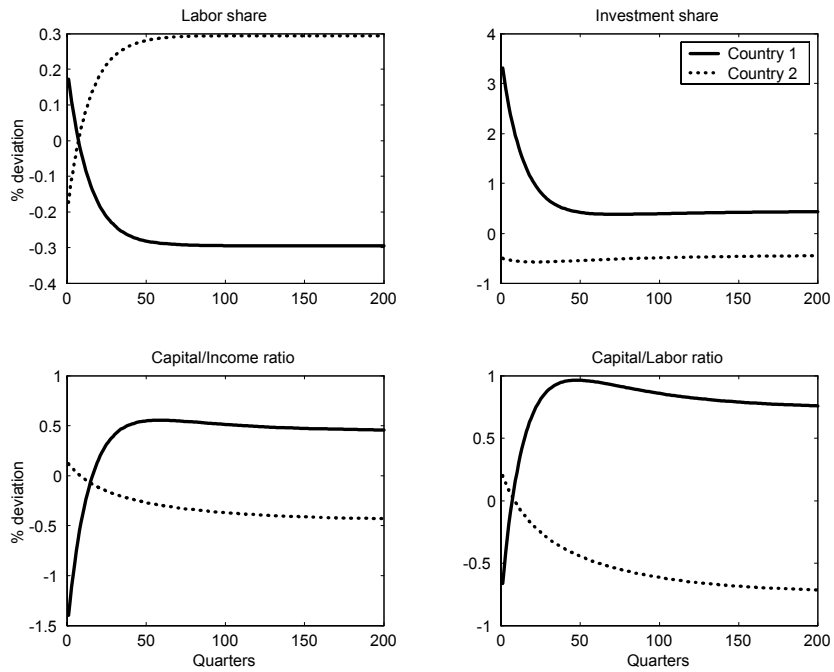 Labor share
0.3
0.2
0.1
0
-0.1
-0.2
-0.3
-0.4
% deviation
0 50 100 150 200
Investment share
4
3
2
1
0
-1
Country 1
Country 2
0 50 100 150 200
Capital/Income ratio
1
0.5
0
-0.5
-1
-1.5
% deviation
0 50 100 150 200
Quarters
Capital/Labor ratio
1
0.5
0
-0.5
-1
0 50 100 150 200
Quarters